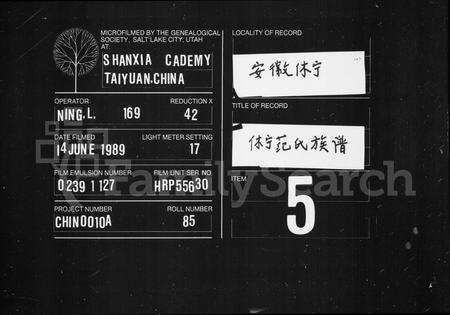 MICROFILMED BY THE GENEALOGICAL
SOCIETY, SALT LAKE CITY, UTAH
AT:
SHANXIA CADEMY
TAIYUAN.CHINA
OPERATOR REDUCTION X
NING.L. 169 42
DATE FILMED LIGHT METER SETTING
14 JUNE 1989 17
FILM EMULSION NUMBER FILM UNIT SER NO
0239 1 127 HRP55630
PROJECT NUMBER ROLL NUMBER
CHIN0010A 85
LOCALITY OF RECORD
安徽休宁
TITLE OF RECORD
休宁范氏族谱
ITEM
5
FamilySearch